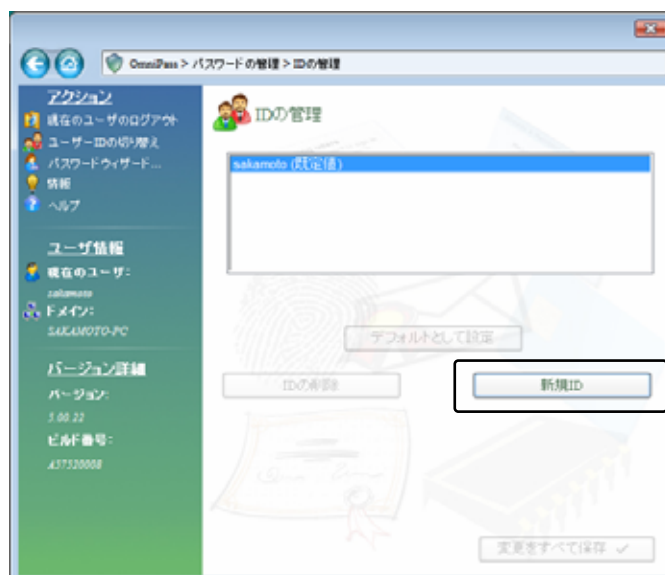 OmniPass > パスワードの管理 > IDの管理
アクション
現在のユーザのログアウト
ユーザーIDの切り替え
パスワードウィザード...
情報
ヘルプ
ユーザ情報
現在のユーザ:
sakamoto
ドメイン:
SAKAMOTO-PC
バージョン詳細
バージョン:
5.00.22
ビルド番号:
A57520008
IDの管理
sakamoto (既定値)
デフォルトとして設定
IDの削除
新規ID
変更をすべて保存